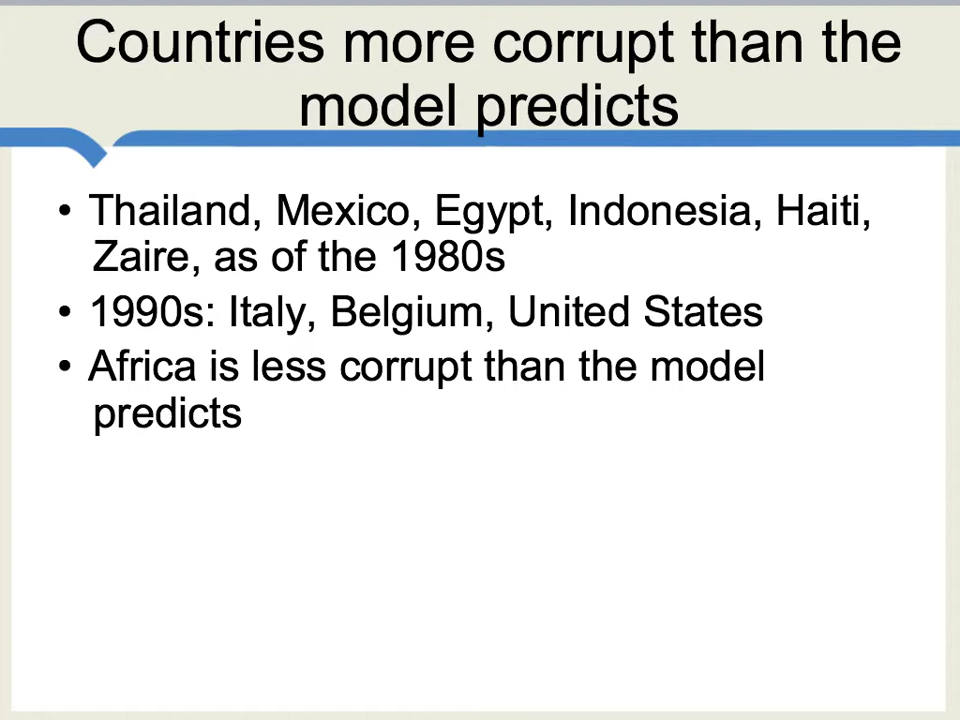 Countries more corrupt than the
model predicts
• Thailand, Mexico, Egypt, Indonesia, Haiti,
Zaire, as of the 1980s
• 1990s: Italy, Belgium, United States
• Africa is less corrupt than the model
predicts